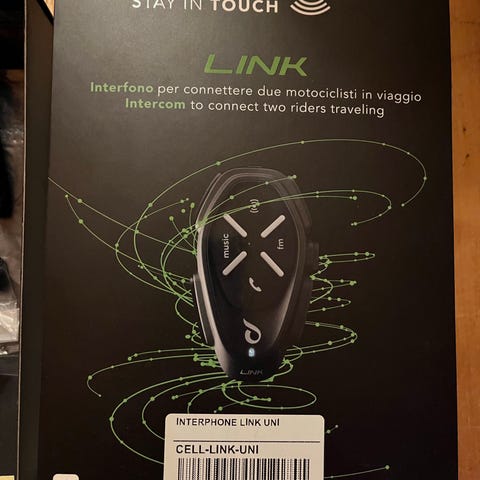 STAY IN TOUCH
LINK
Interfono per connettere due motociclisti in viaggio
Intercom to connect two riders traveling
music
fm
LINK
INTERPHONE LINK UNI
CELL-LINK-UNI